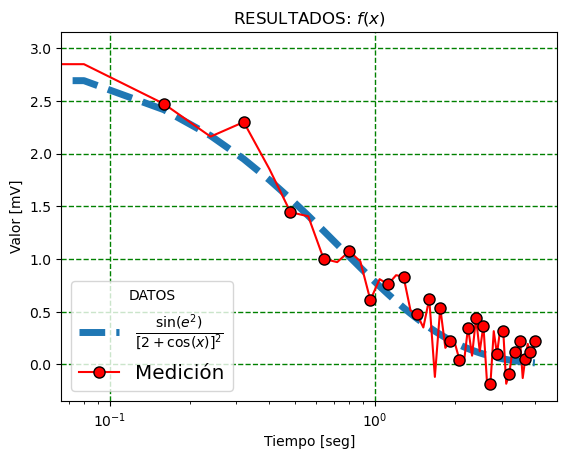 RESULTADOS: f(x)
Valor [mV]
3.0
2.5
2.0
1.5
1.0
0.5
0.0
DATOS
sin(e²)
[2 + cos(x)]²
Medición
10⁻¹
10⁰
Tiempo [seg]